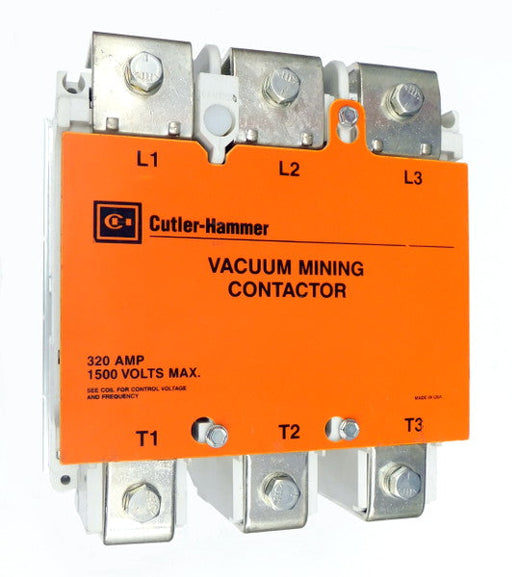 L1 L2 L3
Cutler-Hammer
VACUUM MINING
CONTACTOR
320 AMP
1500 VOLTS MAX.
SEE COIL FOR CONTROL VOLTAGE
AND FREQUENCY
MADE IN USA
T1 T2 T3